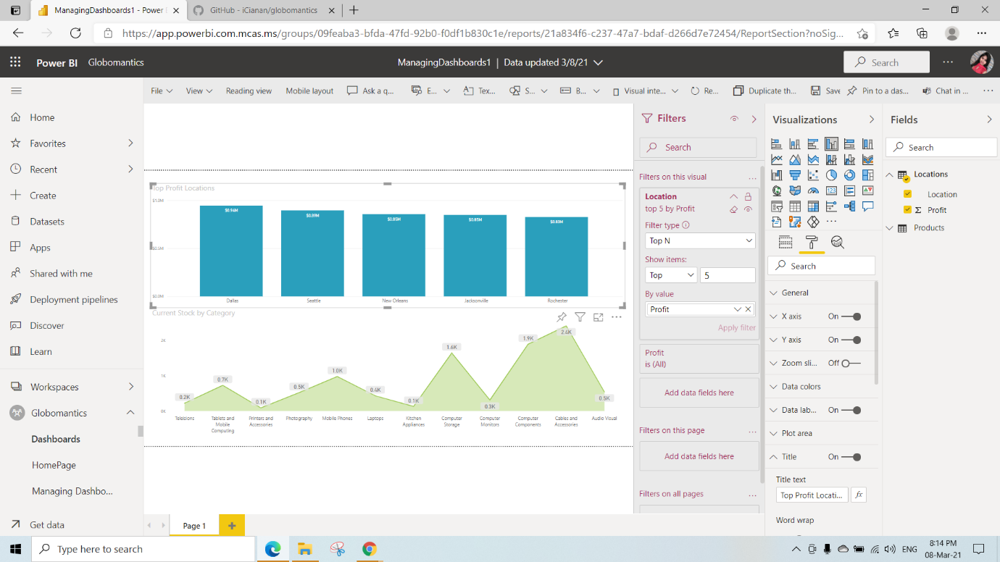 ManagingDashboards1 - Power
GitHub - iCianan/globomantics
https://app.powerbi.com.mcas.ms/groups/09feaba3-bfda-47fd-92b0-f0df1b830c1e/reports/21a834f6-c237-47a7-bdaf-d266d7e72454/ReportSection?noSig...
Power BI Globomantics
ManagingDashboards1 | Data updated 3/8/21
Search
File View Reading view Mobile layout Ask a q... E... Tex... S... B... Visual inte... Re... Duplicate th... Save Pin to a das... Chat in ...
Home
Favorites
Recent
Create
Datasets
Apps
Shared with me
Deployment pipelines
Discover
Learn
Workspaces
Globomantics
Dashboards
HomePage
Managing Dashbo...
Get data
Top Profit Locations
$1.0M
$0.5M
$0.0M
$0.94M $0.89M $0.85M $0.85M $0.83M
Dallas Seattle New Orleans Jacksonville Rochester
Current Stock by Category
2K
1K
0K
0.2K 0.7K 0.1K 0.5K 1.0K 0.4K 0.1K 1.6K 0.3K 1.9K 2.4K 0.5K
Televisions
Tablets and
Mobile
Computing
Printers and
Accessories
Photography
Mobile Phones
Laptops
Kitchen
Appliances
Computer
Storage
Computer
Monitors
Computer
Components
Cables and
Accessories
Audio Visual
Page 1
Filters
Search
Filters on this visual
Location
top 5 by Profit
Filter type
Top N
Show items:
Top 5
By value
Profit
Apply filter
Profit
is (All)
Add data fields here
Filters on this page
Add data fields here
Filters on all pages
Visualizations
Search
General
X axis On
Y axis On
Zoom sli... Off
Data colors
Data lab... On
Plot area
Title On
Title text
Top Profit Locati... fx
Word wrap
Fields
Search
Locations
Location
Σ Profit
Products
Type here to search
ENG
8:14 PM
08-Mar-21